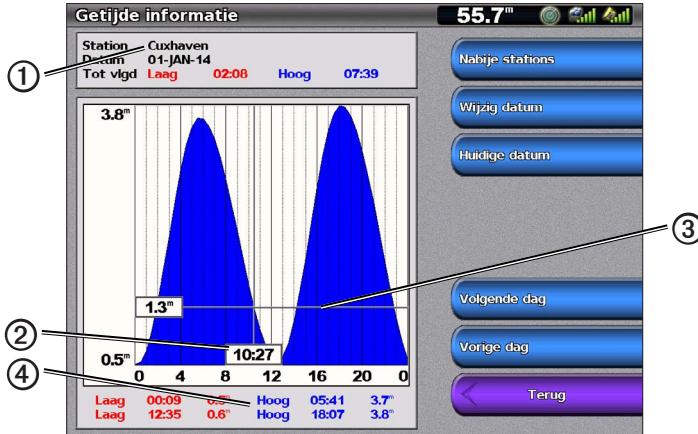 Getijde informatie 55.7ᵐ
Station Cuxhaven
Datum 01-JAN-14
Tot vlgd Laag 02:08 Hoog 07:39
Nabije stations
Wijzig datum
Huidige datum
Volgende dag
Vorige dag
Terug
3.8ᵐ
1.3ᵐ
10:27
0.5ᵐ
0 4 8 12 16 20 0
Laag 00:09 0.5ᵐ Hoog 05:41 3.7ᵐ
Laag 12:35 0.6ᵐ Hoog 18:07 3.8ᵐ
①
②
③
④